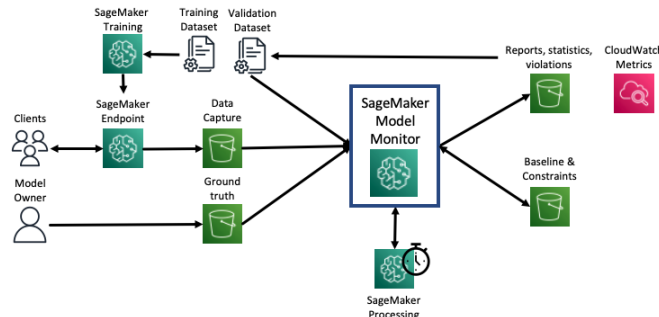 SageMaker
Training
Training
Dataset
Validation
Dataset
Reports, statistics,
violations
CloudWatch
Metrics
SageMaker
Endpoint
Data
Capture
SageMaker
Model
Monitor
Clients
Baseline &
Constraints
Model
Owner
Ground
truth
SageMaker
Processing